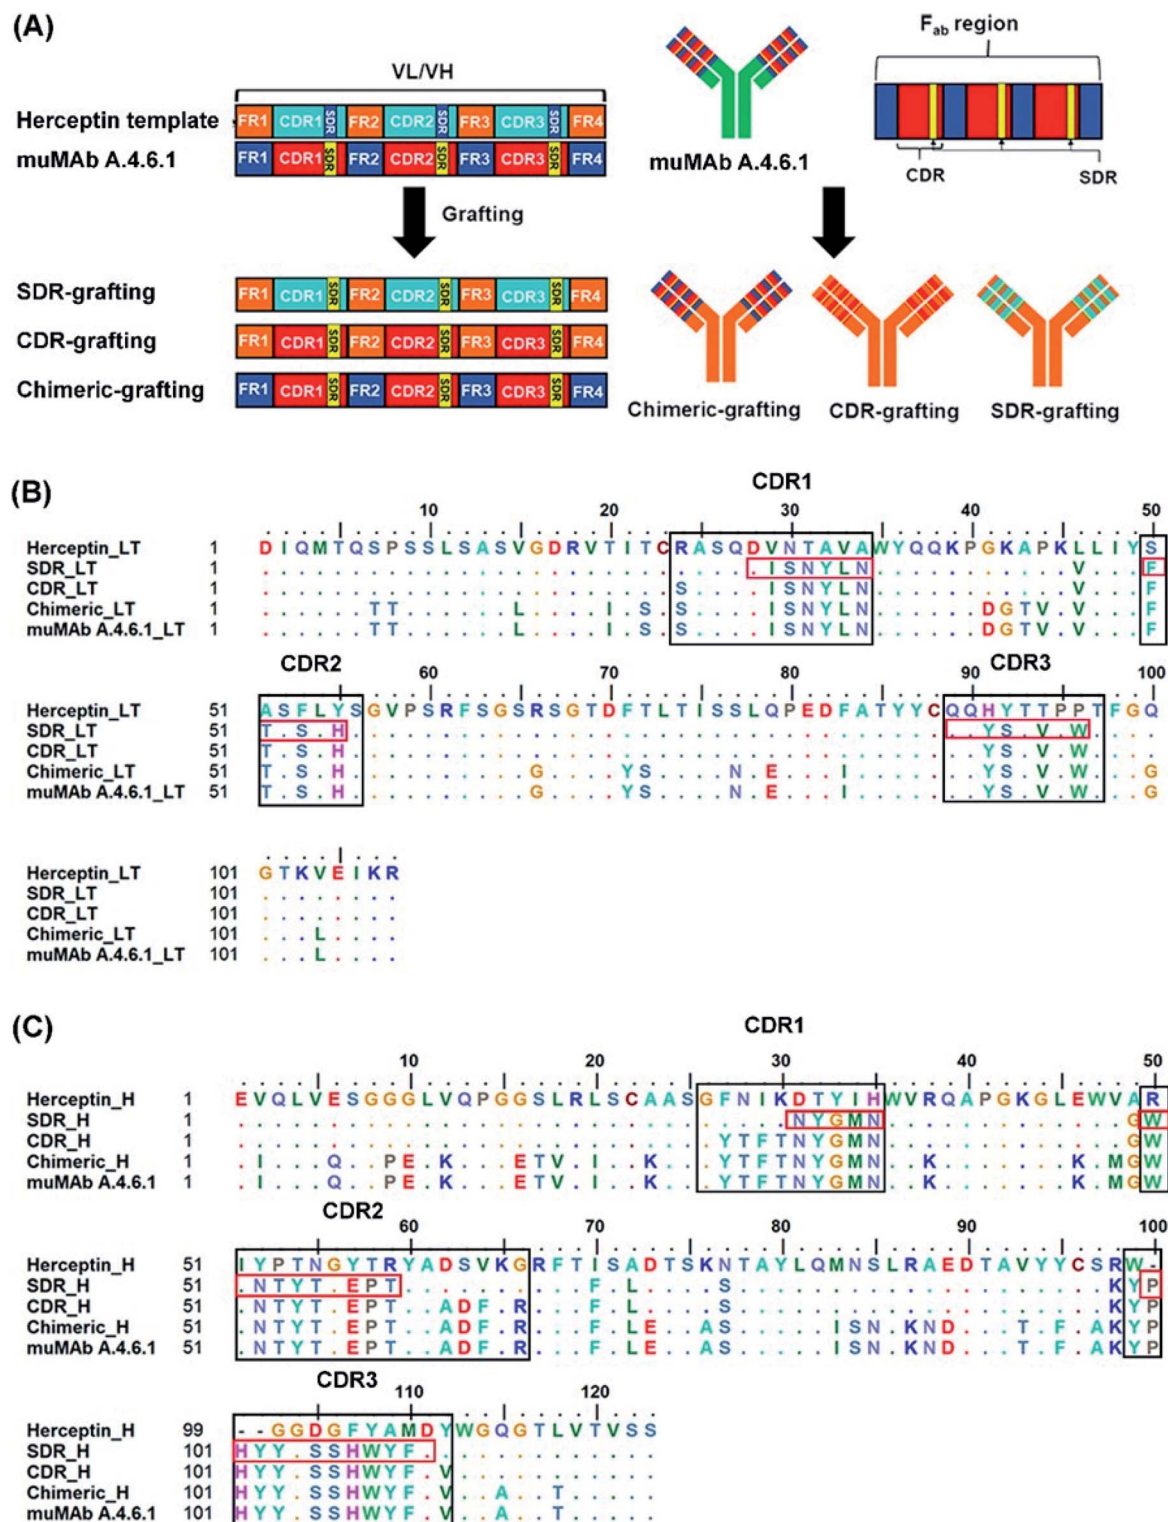 (A)
VL/VH
Herceptin template
FR1 CDR1 SDR FR2 CDR2 SDR FR3 CDR3 SDR FR4
muMAb A.4.6.1
FR1 CDR1 SDR FR2 CDR2 SDR FR3 CDR3 SDR FR4
Grafting
SDR-grafting
FR1 CDR1 SDR FR2 CDR2 SDR FR3 CDR3 SDR FR4
CDR-grafting
FR1 CDR1 SDR FR2 CDR2 SDR FR3 CDR3 SDR FR4
Chimeric-grafting
FR1 CDR1 SDR FR2 CDR2 SDR FR3 CDR3 SDR FR4
muMAb A.4.6.1
Fab region
CDR SDR
Chimeric-grafting CDR-grafting SDR-grafting
(B)
CDR1
10 20 30 40 50
Herceptin_LT 1 DIQMTQSPSSLSASVGDRVTITCRASQDVNTAVAWYQQKPGKAPKLLIYS
SDR_LT 1 ............................ISNYLN...........V...F
CDR_LT 1 .......................S....ISNYLN...........V...F
Chimeric_LT 1 ......TT......L....I.S.S....ISNYLN......DGTV.V...F
muMAb A.4.6.1_LT 1 ......TT......L....I.S.S....ISNYLN......DGTV.V...F
CDR2 CDR3
60 70 80 90 100
Herceptin_LT 51 ASFLYSGVPSRFSGSRSGTDFTLTISSLQPEDFATYYCQQHYTTPPTFGQ
SDR_LT 51 T.S.H...................................YS.V.W....
CDR_LT 51 T.S.H...................................YS.V.W....
Chimeric_LT 51 T.S.H..........G....YS....N.E...I.......YS.V.W...G
muMAb A.4.6.1_LT 51 T.S.H..........G....YS....N.E...I.......YS.V.W...G
Herceptin_LT 101 GTKVEIKR
SDR_LT 101 ........
CDR_LT 101 ........
Chimeric_LT 101 ...L....
muMAb A.4.6.1_LT 101 ...L....
(C)
CDR1
10 20 30 40 50
Herceptin_H 1 EVQLVESGGGLVQPGGSLRLSCAASGFNIKDTYIHWVRQAPGKGLEWVAR
SDR_H 1 ..............................NYGMN.............GW
CDR_H 1 ..........................YTFTNYGMN.............GW
Chimeric_H 1 .I...Q..PE.K...ETV.I..K...YTFTNYGMN..K.......K.MGW
muMAb A.4.6.1 1 .I...Q..PE.K...ETV.I..K...YTFTNYGMN..K.......K.MGW
CDR2
60 70 80 90 100
Herceptin_H 51 IYPTNGYTRYADSVKGRFTISADTSKNTAYLQMNSLRAEDTAVYYCSRW-
SDR_H 51 .NTYT.EPT..........F.L....S....................KYP
CDR_H 51 .NTYT.EPT..ADF.R...F.L....S....................KYP
Chimeric_H 51 .NTYT.EPT..ADF.R...F.LE..AS.....ISN.KND...T.F.AKYP
muMAb A.4.6.1 51 .NTYT.EPT..ADF.R...F.LE..AS.....ISN.KND...T.F.AKYP
CDR3
110 120
Herceptin_H 99 --GGDGFYAMDYWGQGTLVTVSS
SDR_H 101 HYY.SSHWYF.............
CDR_H 101 HYY.SSHWYF.V...........
Chimeric_H 101 HYY.SSHWYF.V..A..T.....
muMAb A.4.6.1 101 HYY.SSHWYF.V..A..T.....